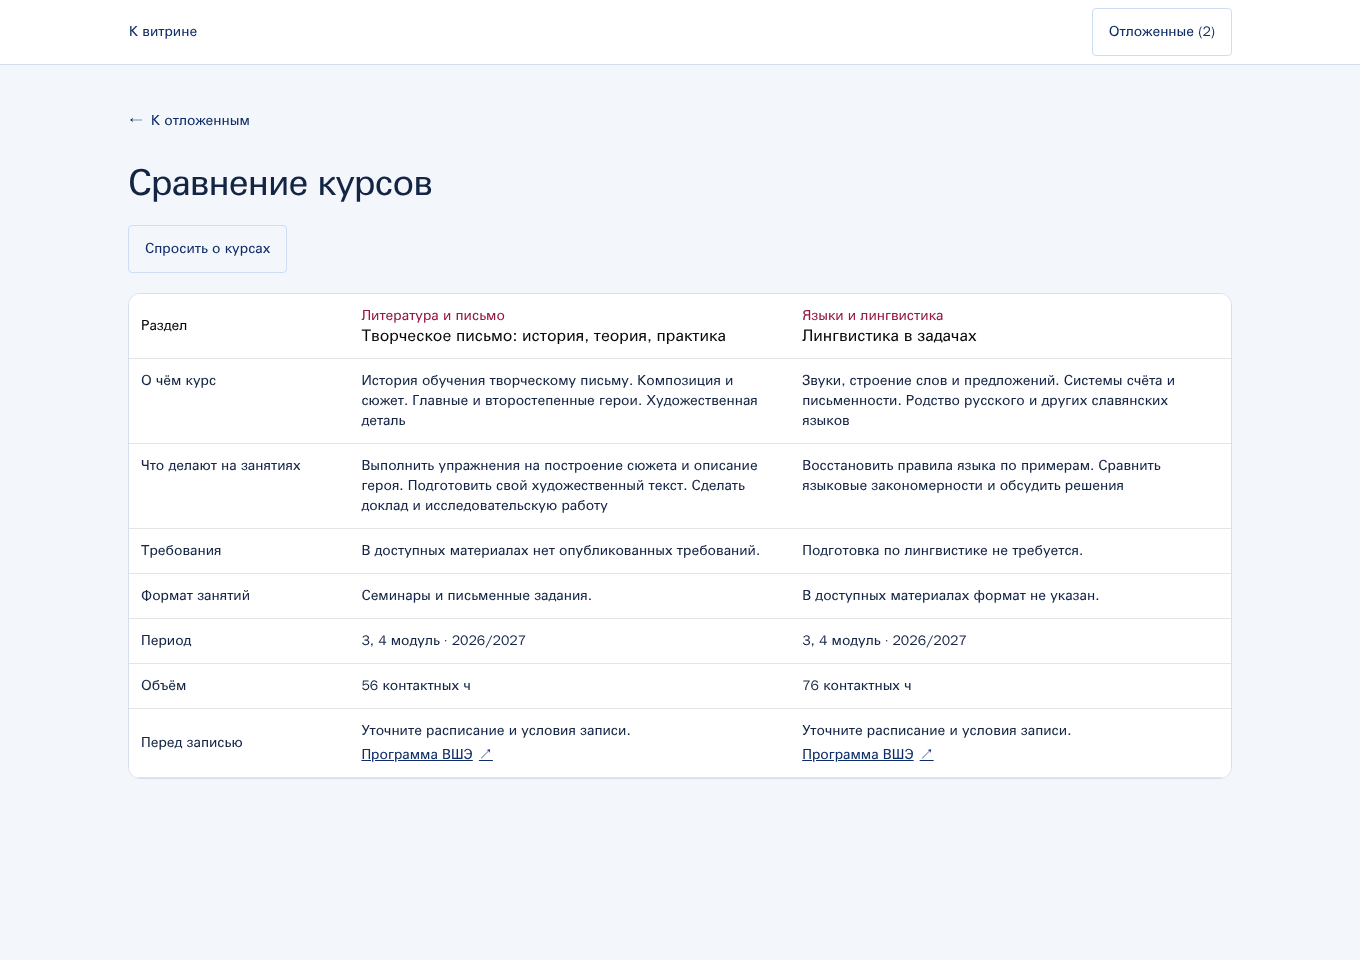 К витрине
Отложенные (2)
← К отложенным
Сравнение курсов
Спросить о курсах
Раздел
Литература и письмо
Творческое письмо: история, теория, практика
Языки и лингвистика
Лингвистика в задачах
О чём курс
История обучения творческому письму. Композиция и
сюжет. Главные и второстепенные герои. Художественная
деталь
Звуки, строение слов и предложений. Системы счёта и
письменности. Родство русского и других славянских
языков
Что делают на занятиях
Выполнить упражнения на построение сюжета и описание
героя. Подготовить свой художественный текст. Сделать
доклад и исследовательскую работу
Восстановить правила языка по примерам. Сравнить
языковые закономерности и обсудить решения
Требования
В доступных материалах нет опубликованных требований.
Подготовка по лингвистике не требуется.
Формат занятий
Семинары и письменные задания.
В доступных материалах формат не указан.
Период
3, 4 модуль · 2026/2027
3, 4 модуль · 2026/2027
Объём
56 контактных ч
76 контактных ч
Перед записью
Уточните расписание и условия записи.
Программа ВШЭ ↗
Уточните расписание и условия записи.
Программа ВШЭ ↗